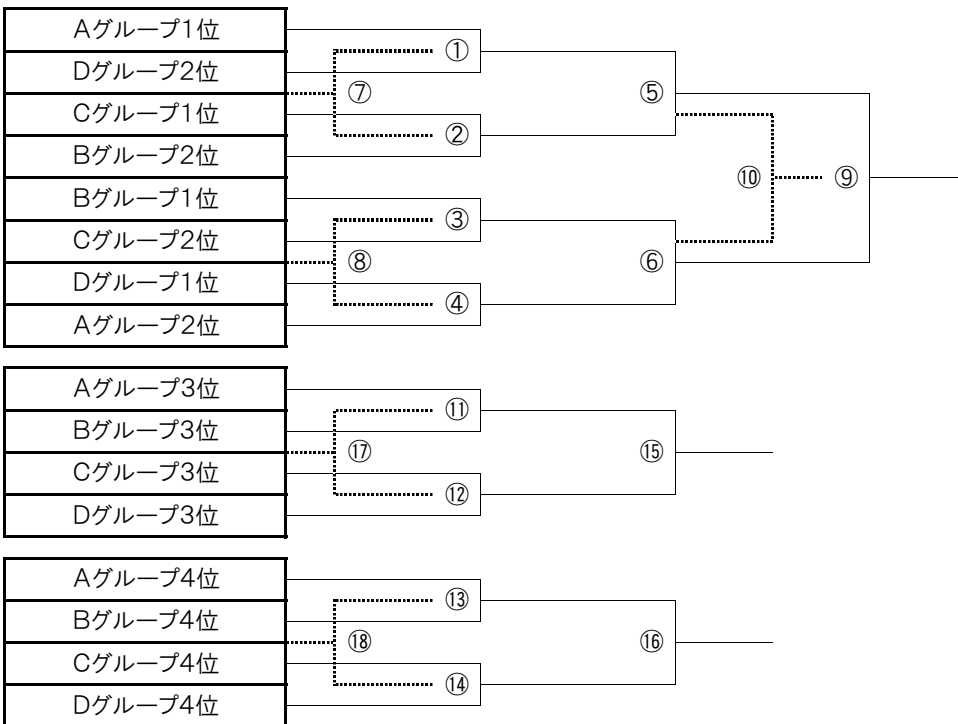 Aグループ1位
①
Dグループ2位
⑦
⑤
Cグループ1位
②
Bグループ2位
⑩
⑨
Bグループ1位
③
Cグループ2位
⑧
⑥
Dグループ1位
④
Aグループ2位
Aグループ3位
⑪
Bグループ3位
⑰
⑮
Cグループ3位
⑫
Dグループ3位
Aグループ4位
⑬
Bグループ4位
⑱
⑯
Cグループ4位
⑭
Dグループ4位